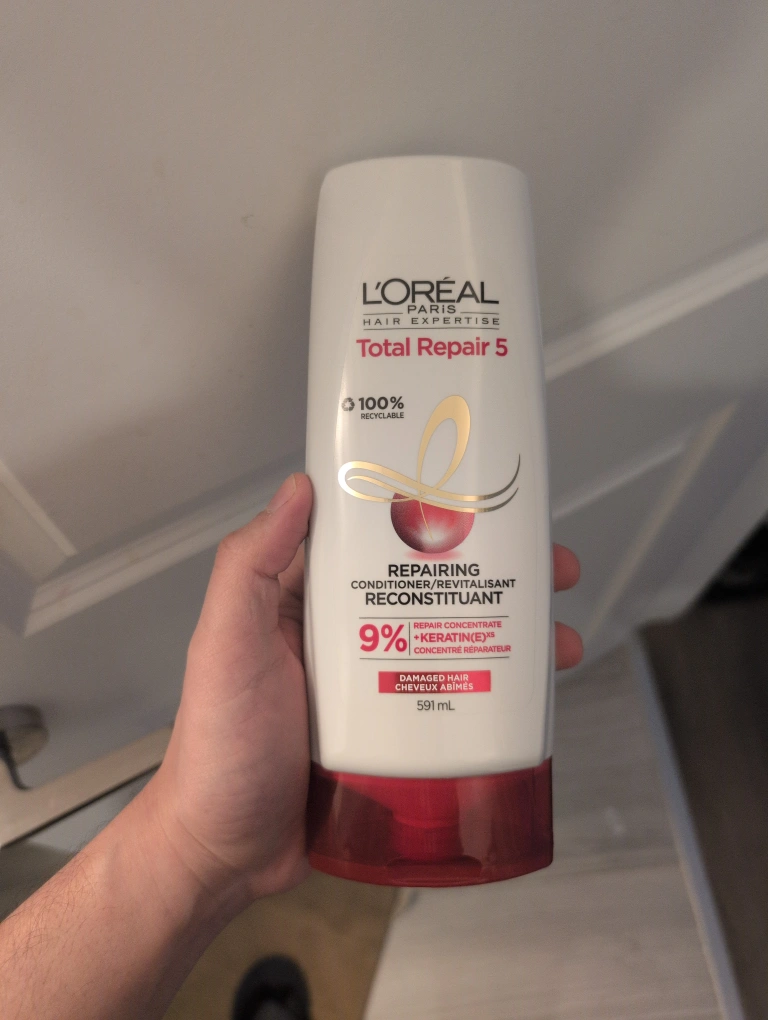 L'ORÉAL
PARIS
HAIR EXPERTISE
Total Repair 5
100%
RECYCLABLE
REPAIRING
CONDITIONER/REVITALISANT
RECONSTITUANT
9%
REPAIR CONCENTRATE
+KERATIN(E)XS
CONCENTRÉ RÉPARATEUR
DAMAGED HAIR
CHEVEUX ABÎMÉS
591 mL